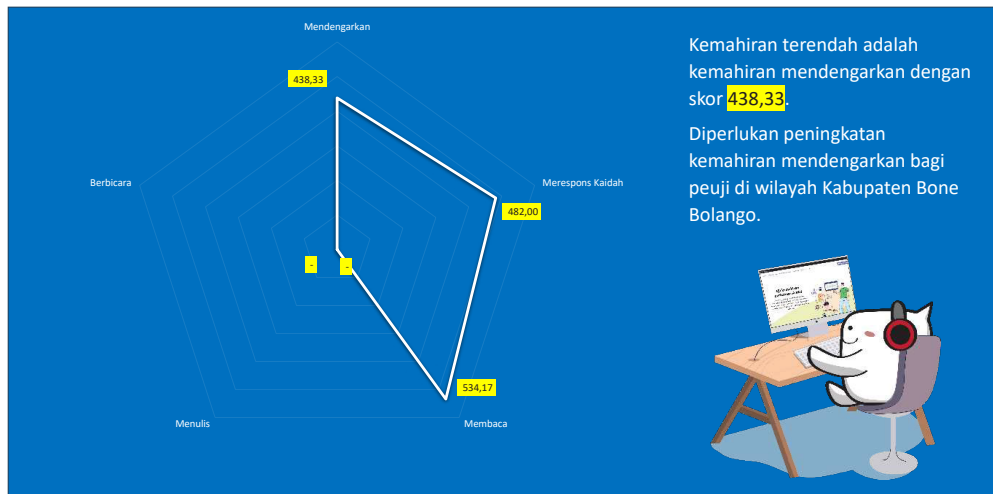 Mendengarkan
438,33
Berbicara
Merespons Kaidah
482,00
-
-
534,17
Menulis
Membaca
Kemahiran terendah adalah
kemahiran mendengarkan dengan
skor 438,33.
Diperlukan peningkatan
kemahiran mendengarkan bagi
peuji di wilayah Kabupaten Bone
Bolango.